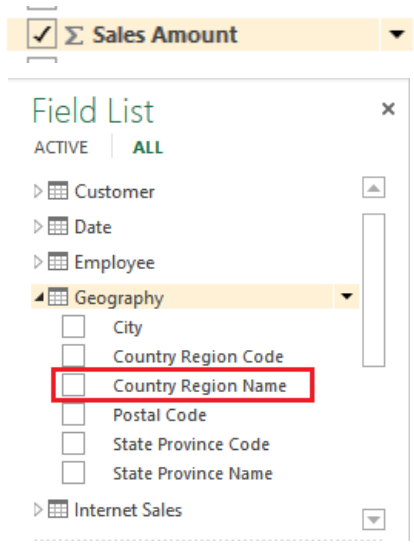 Σ Sales Amount
Field List
ACTIVE ALL
Customer
Date
Employee
Geography
City
Country Region Code
Country Region Name
Postal Code
State Province Code
State Province Name
Internet Sales